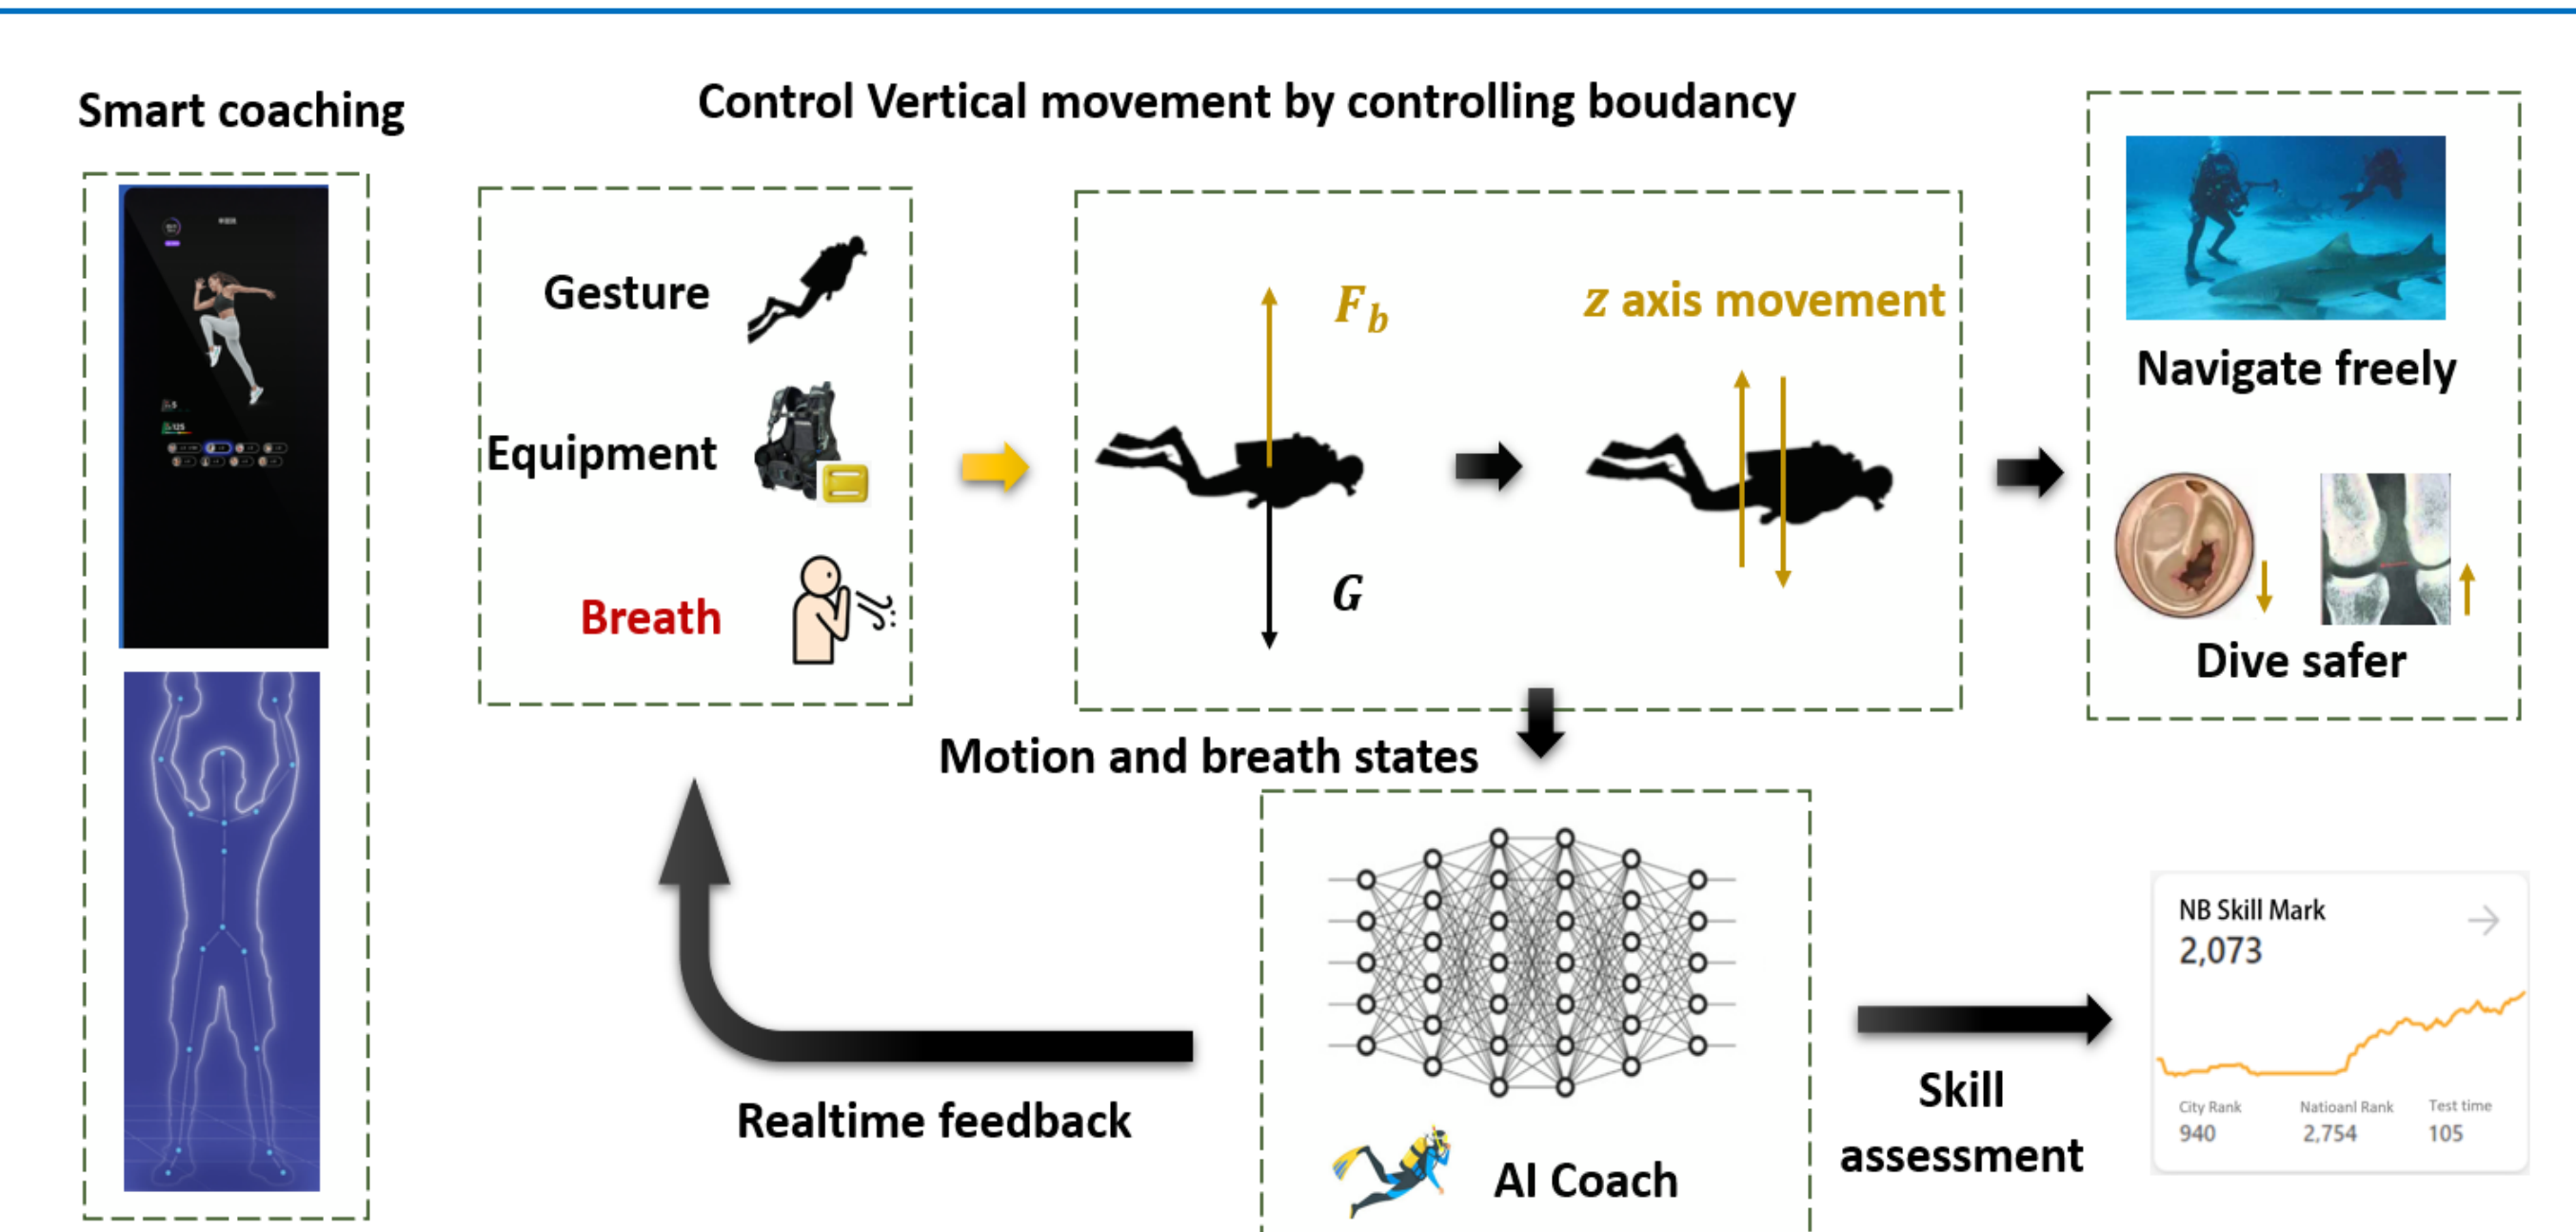 Smart coaching
Control Vertical movement by controlling boudancy
Gesture
Equipment
Breath
F_b
G
z axis movement
Navigate freely
Dive safer
Motion and breath states
Realtime feedback
AI Coach
Skill
assessment
NB Skill Mark
2,073
City Rank
Natioanl Rank
Test time
940
2,754
105